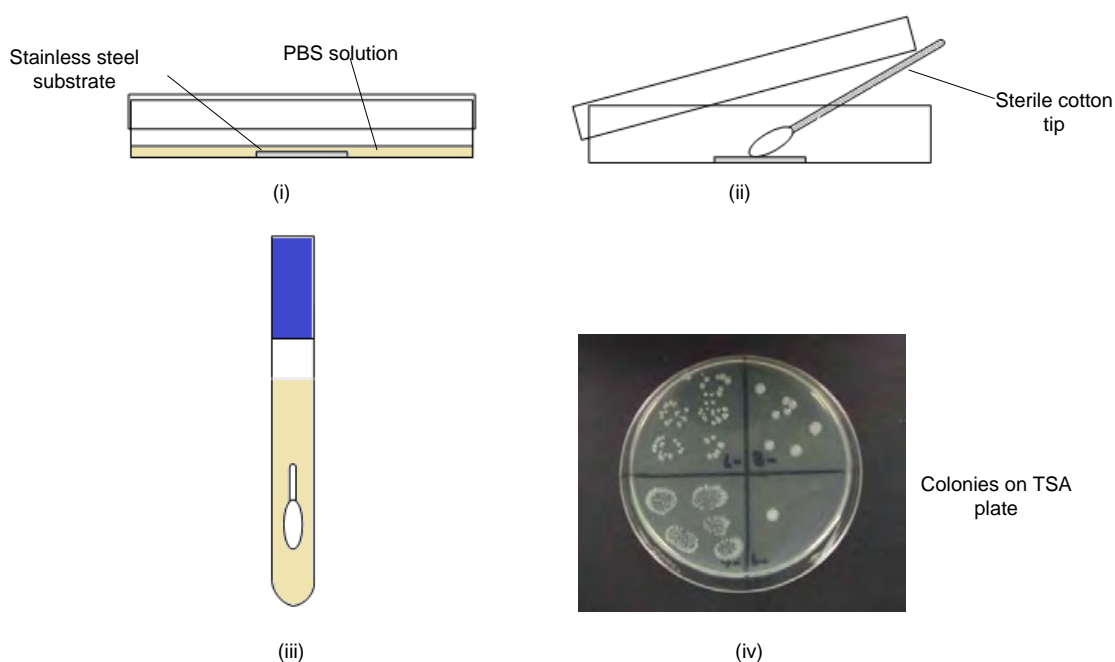 Stainless steel
substrate
PBS solution
Sterile cotton
tip
(i)
(ii)
Colonies on TSA
plate
(iii)
(iv)